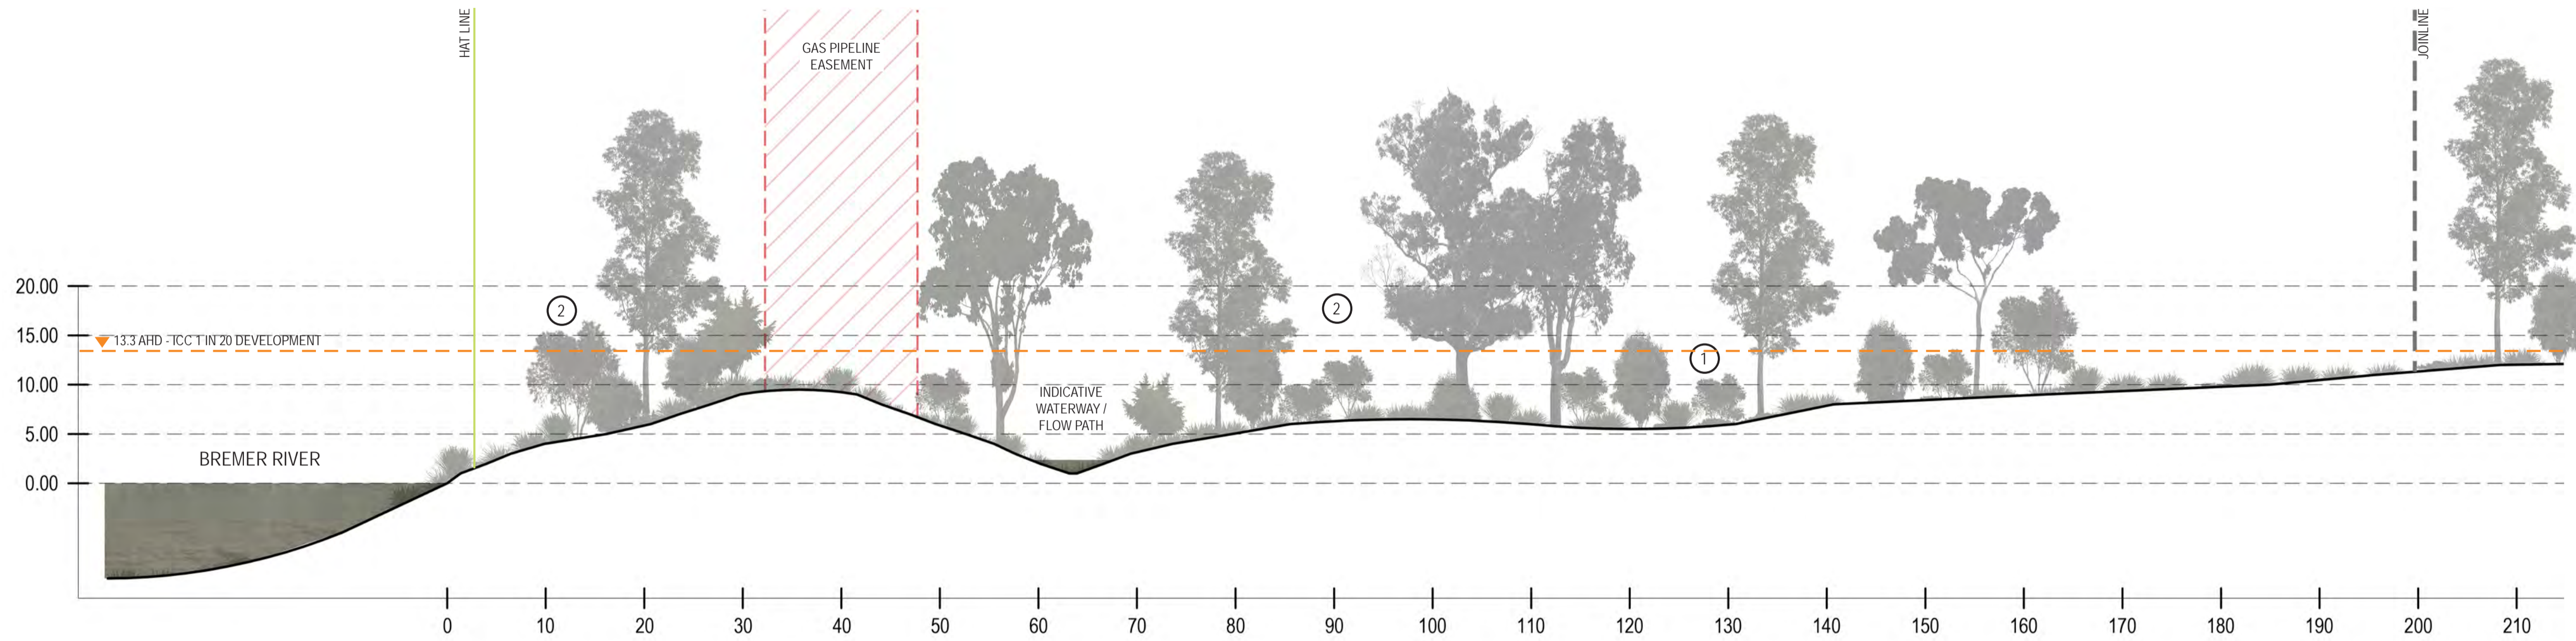 HAT LINE
GAS PIPELINE
EASEMENT
JOINLINE
20.00
2
2
15.00
13.3 AHD - ICC 1 IN 20 DEVELOPMENT
1
10.00
INDICATIVE
WATERWAY /
FLOW PATH
5.00
BREMER RIVER
0.00
0 10 20 30 40 50 60 70 80 90 100 110 120 130 140 150 160 170 180 190 200 210